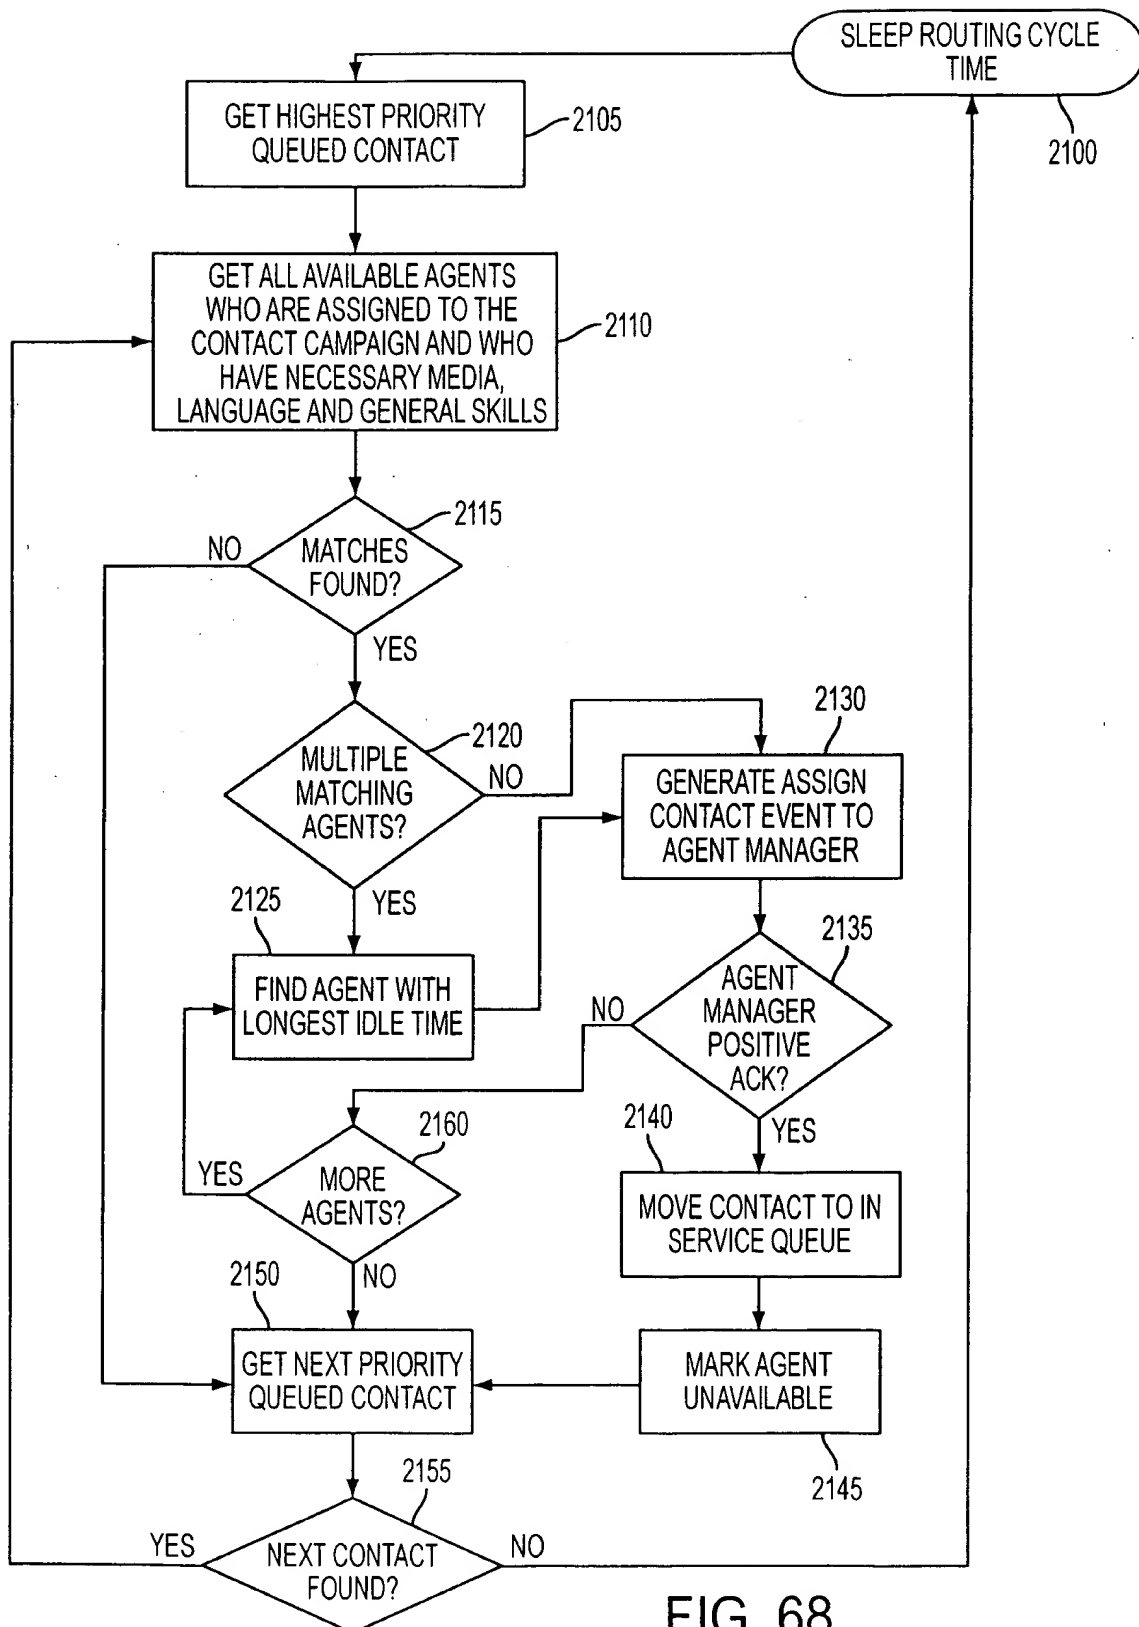 SLEEP ROUTING CYCLE
TIME
2100
GET HIGHEST PRIORITY
QUEUED CONTACT
2105
GET ALL AVAILABLE AGENTS
WHO ARE ASSIGNED TO THE
CONTACT CAMPAIGN AND WHO
HAVE NECESSARY MEDIA,
LANGUAGE AND GENERAL SKILLS
2110
2115
NO
MATCHES
FOUND?
YES
2120
MULTIPLE
MATCHING
AGENTS?
NO
YES
2130
GENERATE ASSIGN
CONTACT EVENT TO
AGENT MANAGER
2125
FIND AGENT WITH
LONGEST IDLE TIME
2135
NO
AGENT
MANAGER
POSITIVE
ACK?
YES
2160
YES
MORE
AGENTS?
NO
2140
MOVE CONTACT TO IN
SERVICE QUEUE
2150
GET NEXT PRIORITY
QUEUED CONTACT
MARK AGENT
UNAVAILABLE
2145
2155
YES
NEXT CONTACT
FOUND?
NO
FIG. 68